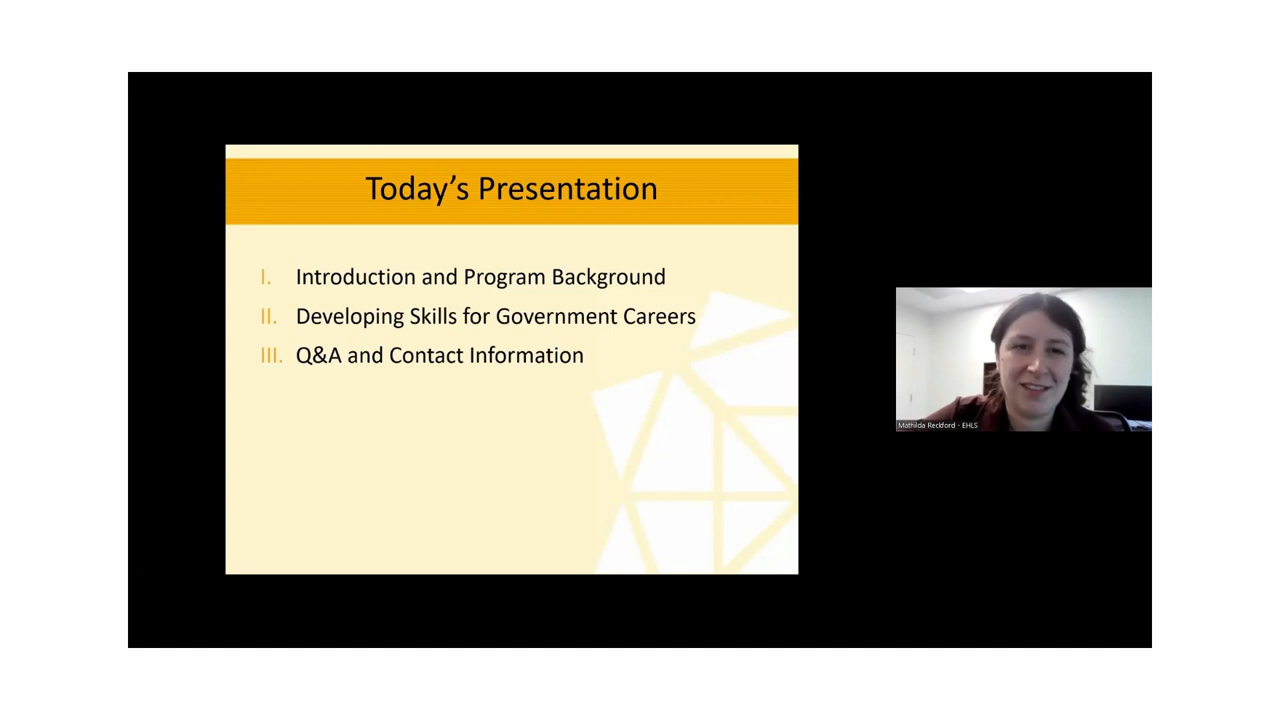 Today's Presentation
I. Introduction and Program Background
II. Developing Skills for Government Careers
III. Q&A and Contact Information
Mathilda Reckford - EHLS